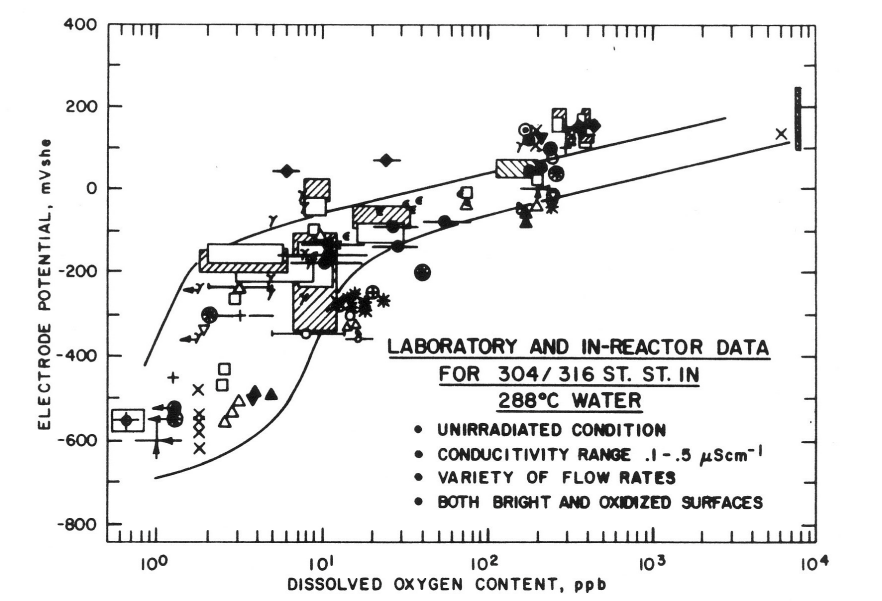 400
200
0
-200
-400
-600
-800
ELECTRODE POTENTIAL, mVshe
LABORATORY AND IN-REACTOR DATA
FOR 304/316 ST. ST. IN
288°C WATER
• UNIRRADIATED CONDITION
• CONDUCTIVITY RANGE .1-.5 μScm⁻¹
• VARIETY OF FLOW RATES
• BOTH BRIGHT AND OXIDIZED SURFACES
10⁰ 10¹ 10² 10³ 10⁴
DISSOLVED OXYGEN CONTENT, ppb